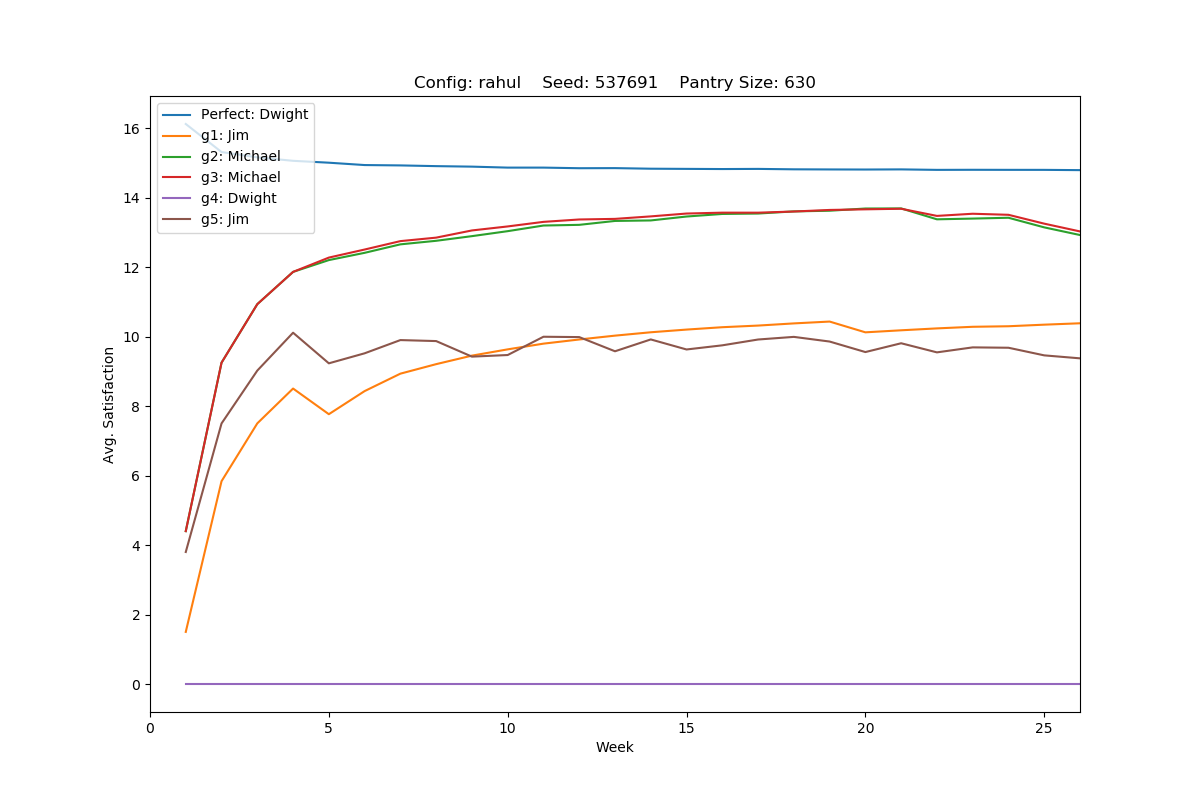 Config: rahul    Seed: 537691    Pantry Size: 630
Perfect: Dwight
g1: Jim
g2: Michael
g3: Michael
g4: Dwight
g5: Jim
16
14
12
10
8
6
4
2
0
Avg. Satisfaction
0 5 10 15 20 25
Week